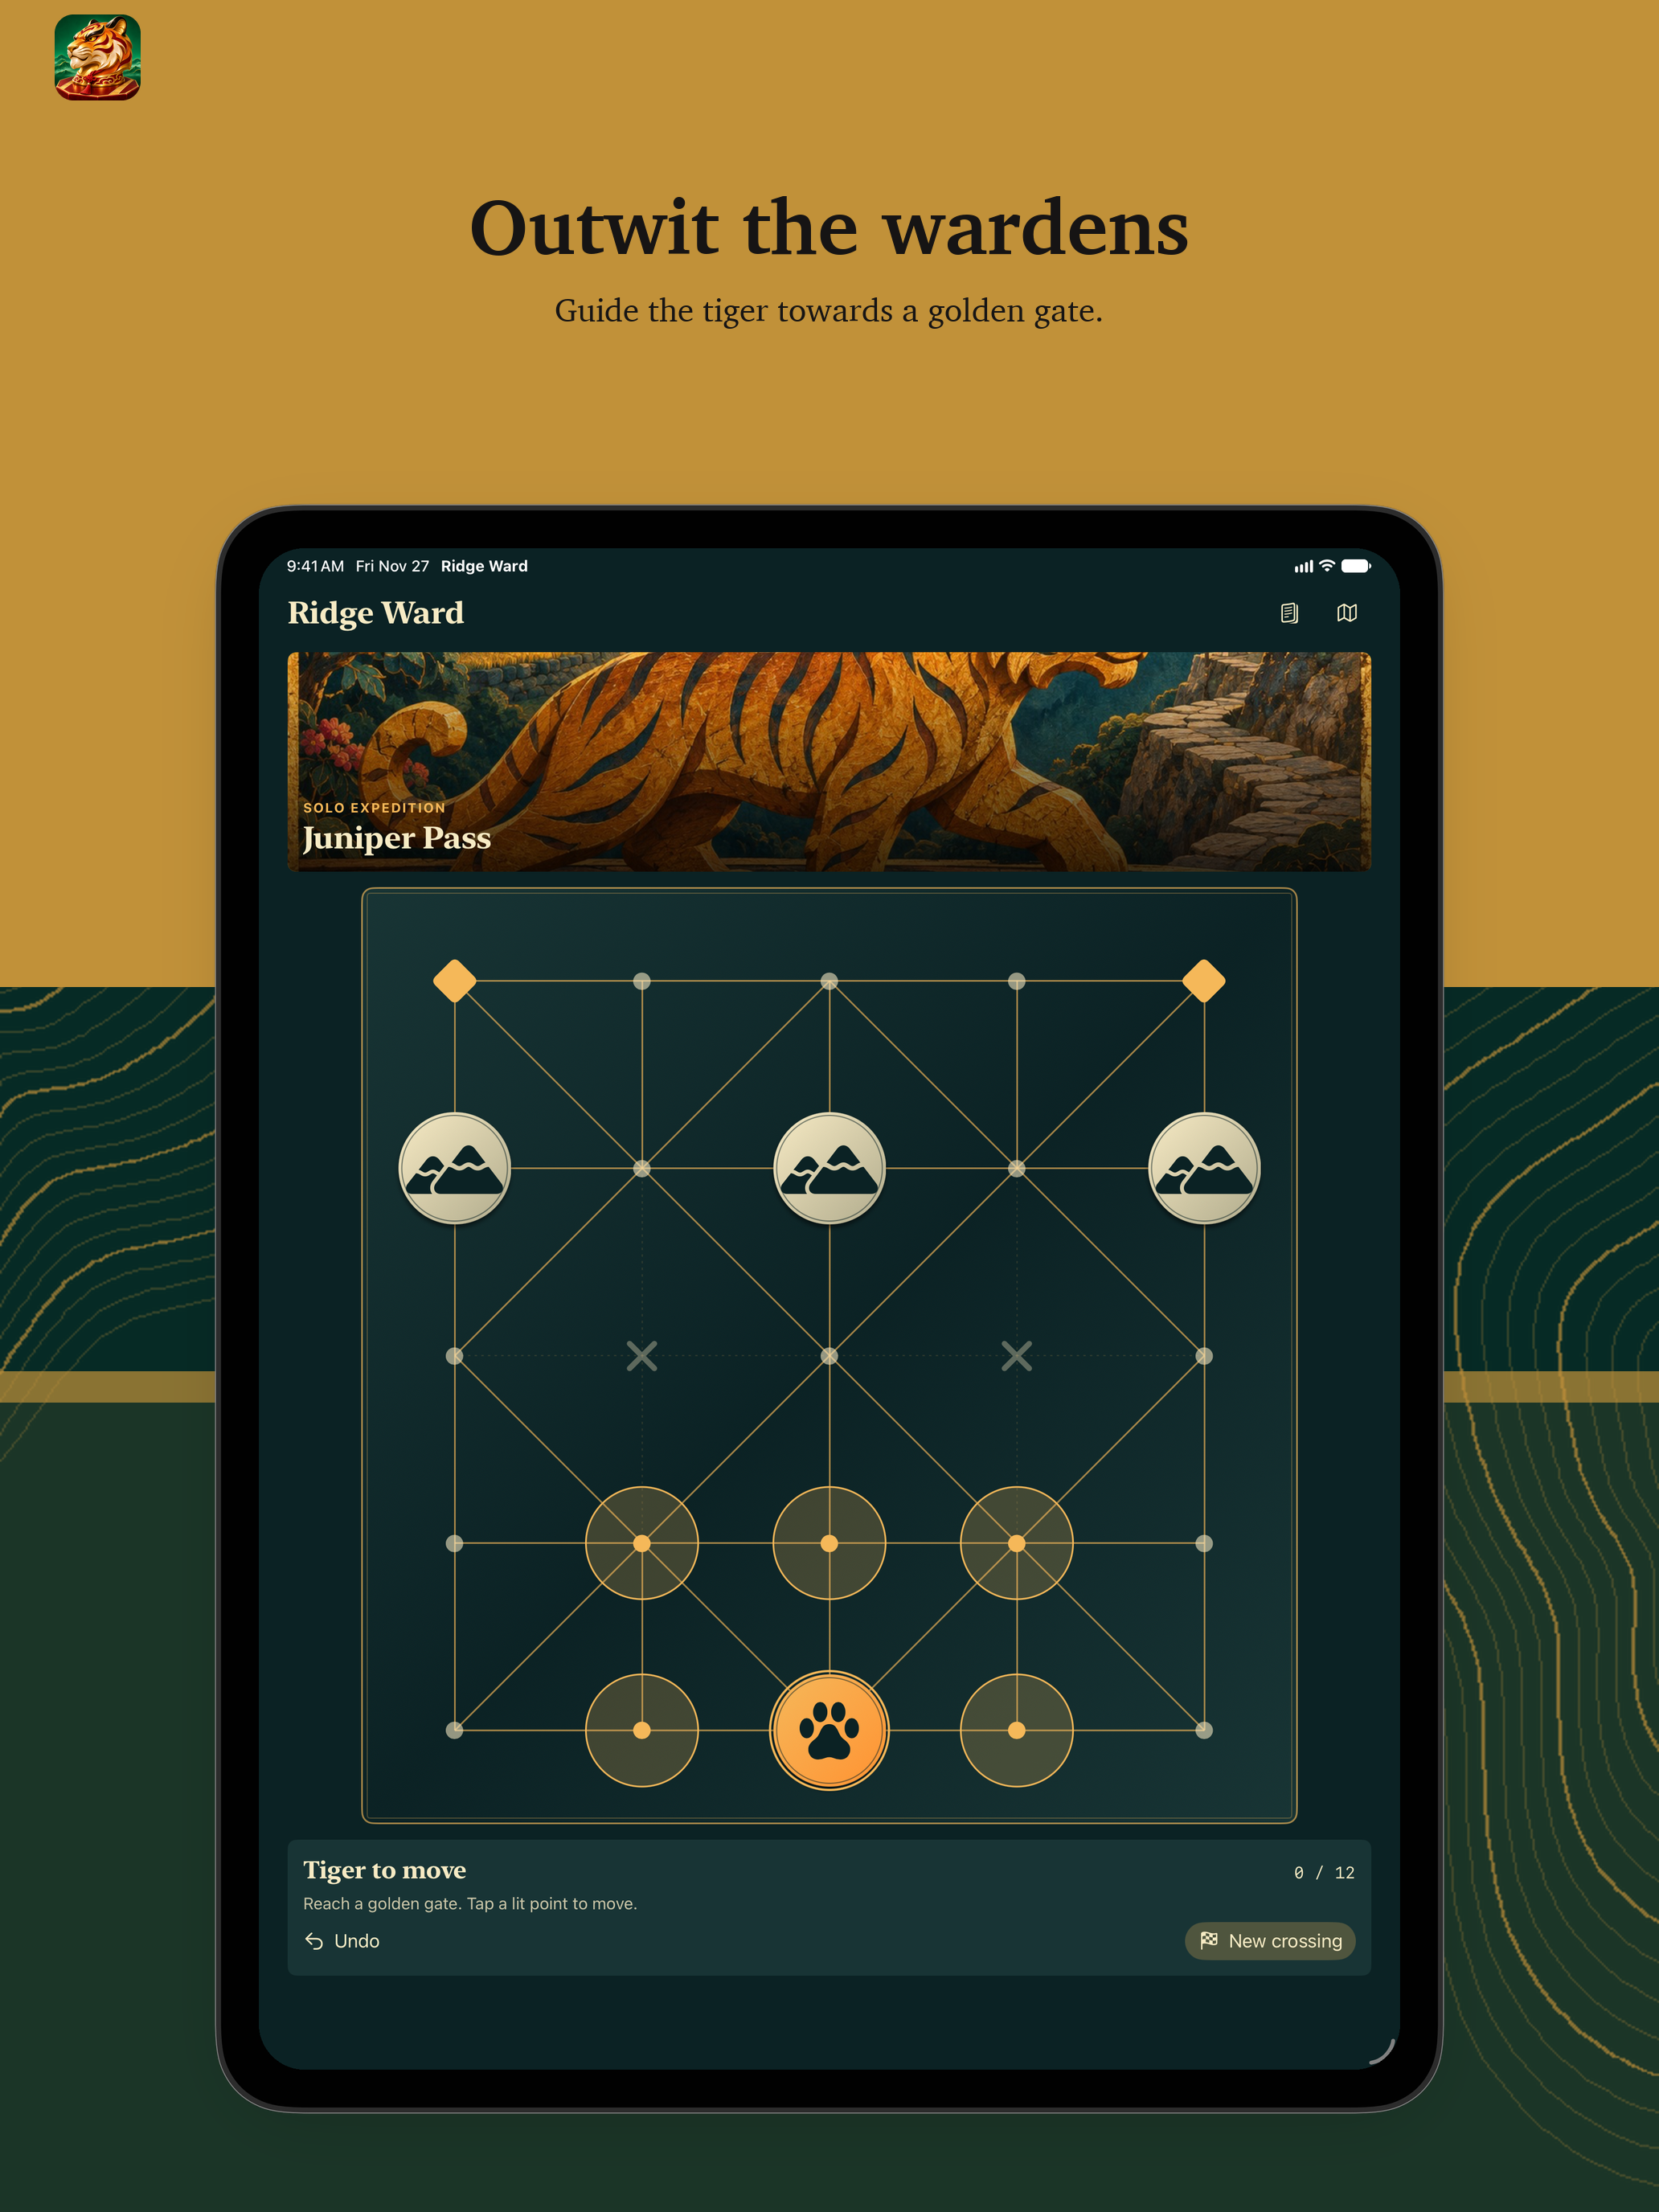 Outwit the wardens
Guide the tiger towards a golden gate.
9:41 AM Fri Nov 27 Ridge Ward
Ridge Ward
SOLO EXPEDITION
Juniper Pass
Tiger to move
0 / 12
Reach a golden gate. Tap a lit point to move.
Undo
New crossing